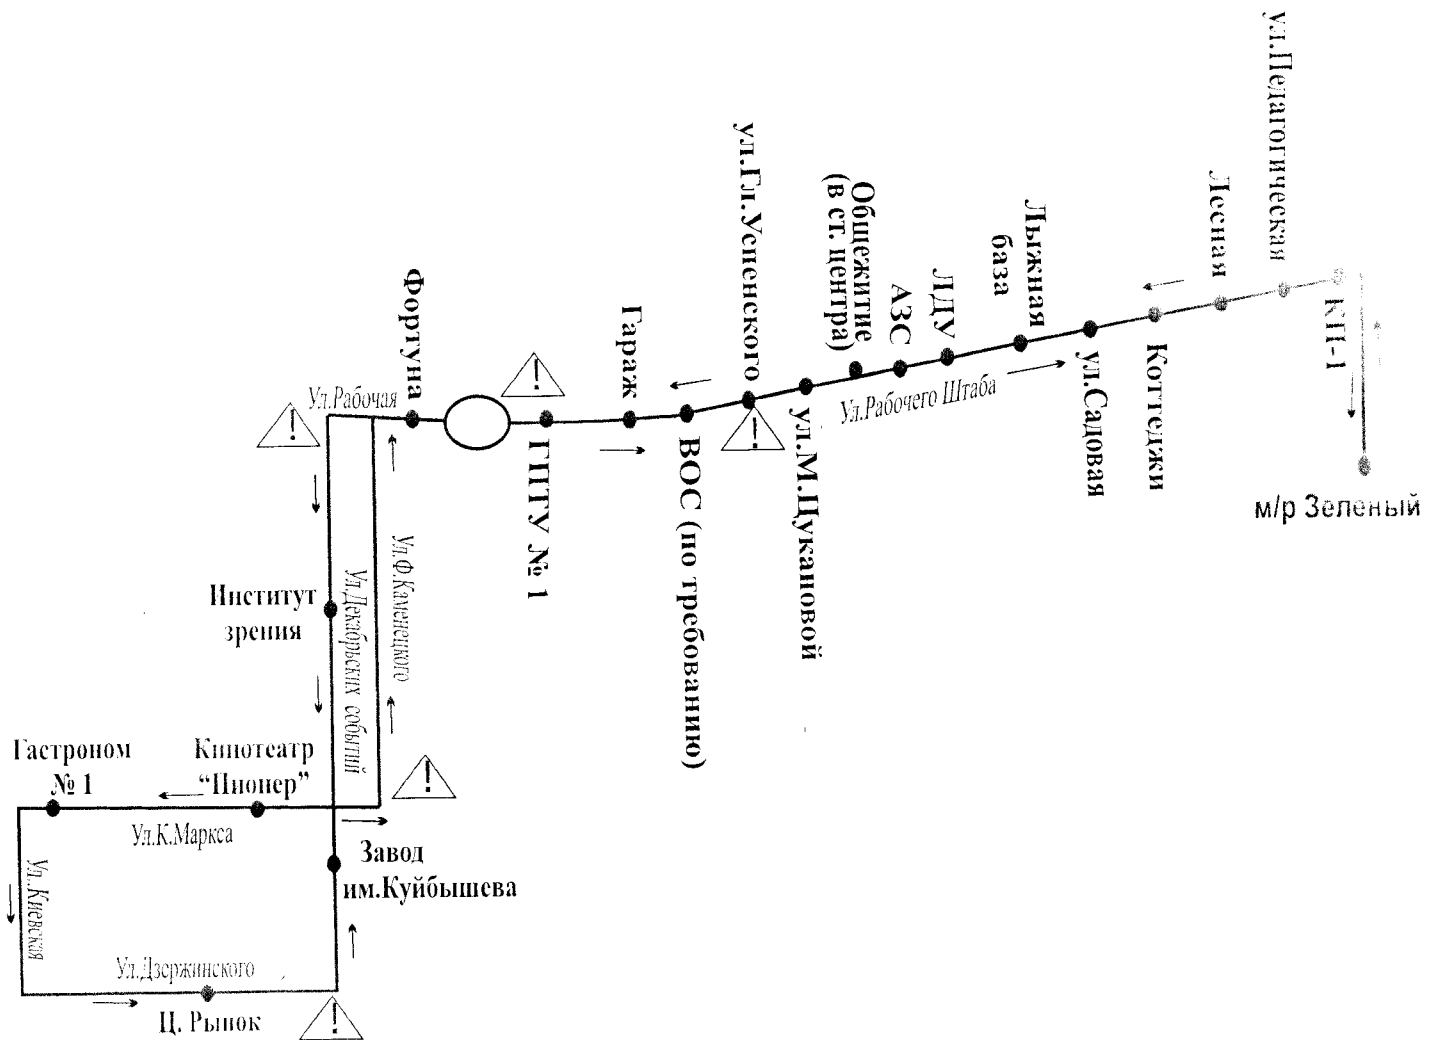 ул.Педагогическая
Лесная
ул.Гл.Успенского
Общежитие
(в ст. центра)
АЗС
ЛДУ
Лыжная
база
КП-1
Фортуна
Гараж
Ул.Рабочая
Ул.Рабочего Штаба
ул.Садовая
Коттеджи
м/р Зеленый
ГПТУ № 1
ВОС (по требованию)
ул.М.Цукановой
Институт
зрения
Ул.Декабрьских событий
Ул.Ф.Каменецкого
Гастроном
№ 1
Кинотеатр
“Пионер”
Ул.К.Маркса
Завод
им.Куйбышева
Ул.Киевская
Ул.Дзержинского
Ц. Рынок
!
!
!
!
!